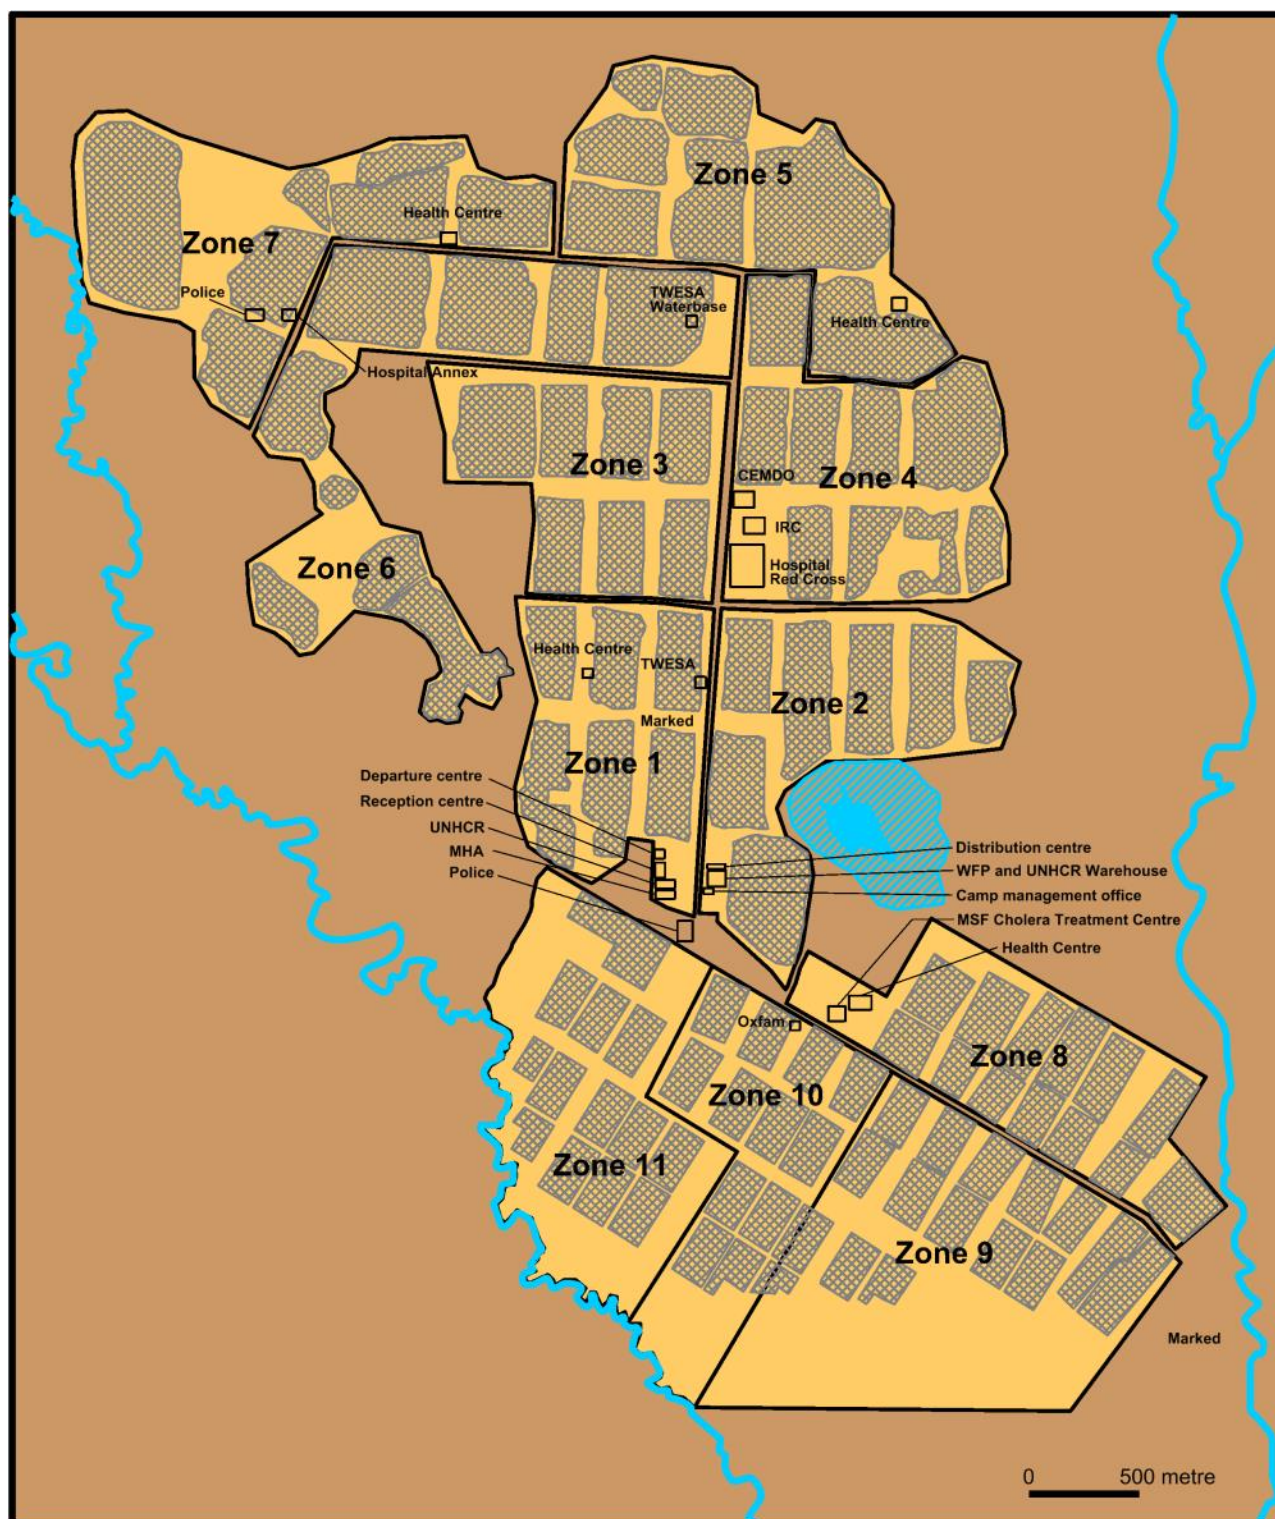 Zone 5
Health Centre
Zone 7
Police
TWESA
Waterbase
Health Centre
Hospital Annex
Zone 3
CEMDO
Zone 4
IRC
Hospital
Red Cross
Zone 6
Health Centre
TWESA
Zone 2
Marked
Zone 1
Departure centre
Reception centre
UNHCR
MHA
Police
Distribution centre
WFP and UNHCR Warehouse
Camp management office
MSF Cholera Treatment Centre
Health Centre
Oxfam
Zone 8
Zone 10
Zone 11
Zone 9
Marked
0 500 metre